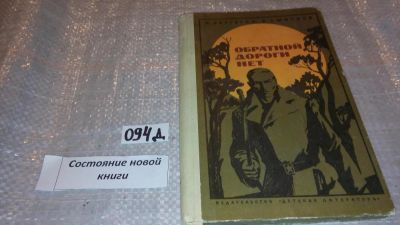 ОБРАТНОЙ
ДОРОГИ
НЕТ
094Д
Состояние новой
книги
ИЗДАТЕЛЬСТВО «ДЕТСКАЯ ЛИТЕРАТУРА»